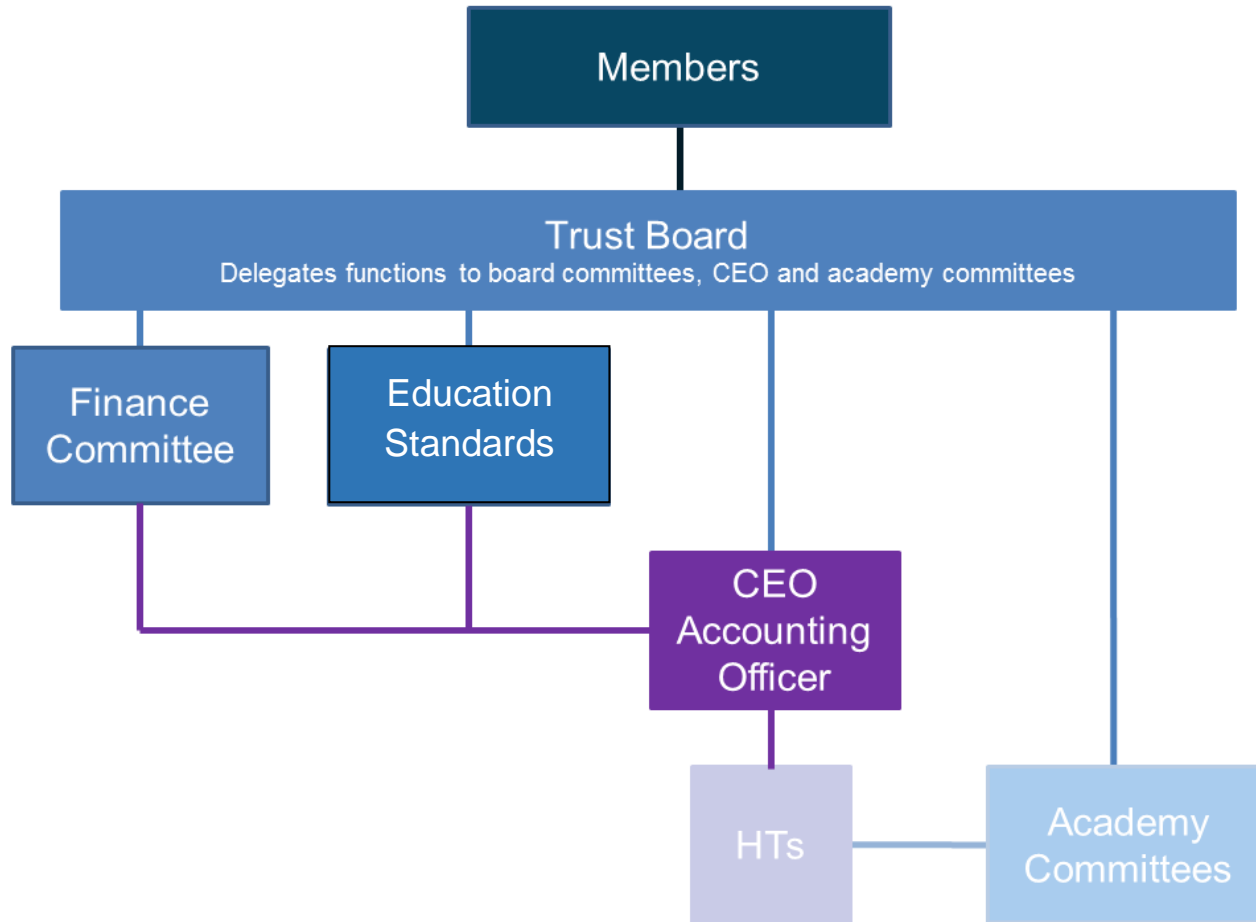 Members
Trust Board
Delegates functions to board committees, CEO and academy committees
Finance
Committee
Education
Standards
CEO
Accounting
Officer
HTs
Academy
Committees